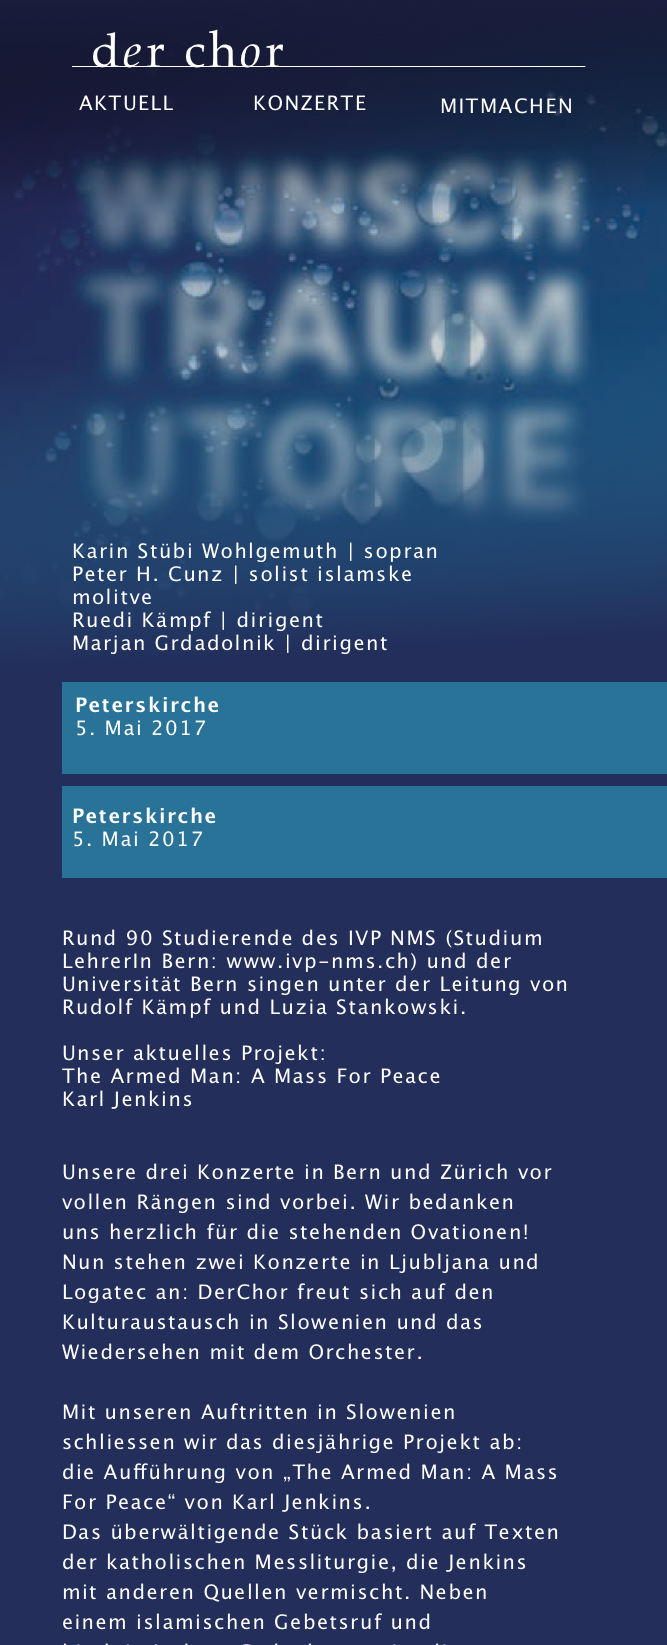 der chor
AKTUELL KONZERTE MITMACHEN
WUNSCH
TRAUM
UTOPIE
Karin Stübi Wohlgemuth | sopran
Peter H. Cunz | solist islamske
molitve
Ruedi Kämpf | dirigent
Marjan Grdadolnik | dirigent
Peterskirche
5. Mai 2017
Peterskirche
5. Mai 2017
Rund 90 Studierende des IVP NMS (Studium
LehrerIn Bern: www.ivp-nms.ch) und der
Universität Bern singen unter der Leitung von
Rudolf Kämpf und Luzia Stankowski.
Unser aktuelles Projekt:
The Armed Man: A Mass For Peace
Karl Jenkins
Unsere drei Konzerte in Bern und Zürich vor
vollen Rängen sind vorbei. Wir bedanken
uns herzlich für die stehenden Ovationen!
Nun stehen zwei Konzerte in Ljubljana und
Logatec an: DerChor freut sich auf den
Kulturaustausch in Slowenien und das
Wiedersehen mit dem Orchester.
Mit unseren Auftritten in Slowenien
schliessen wir das diesjährige Projekt ab:
die Aufführung von „The Armed Man: A Mass
For Peace“ von Karl Jenkins.
Das überwältigende Stück basiert auf Texten
der katholischen Messliturgie, die Jenkins
mit anderen Quellen vermischt. Neben
einem islamischen Gebetsruf und